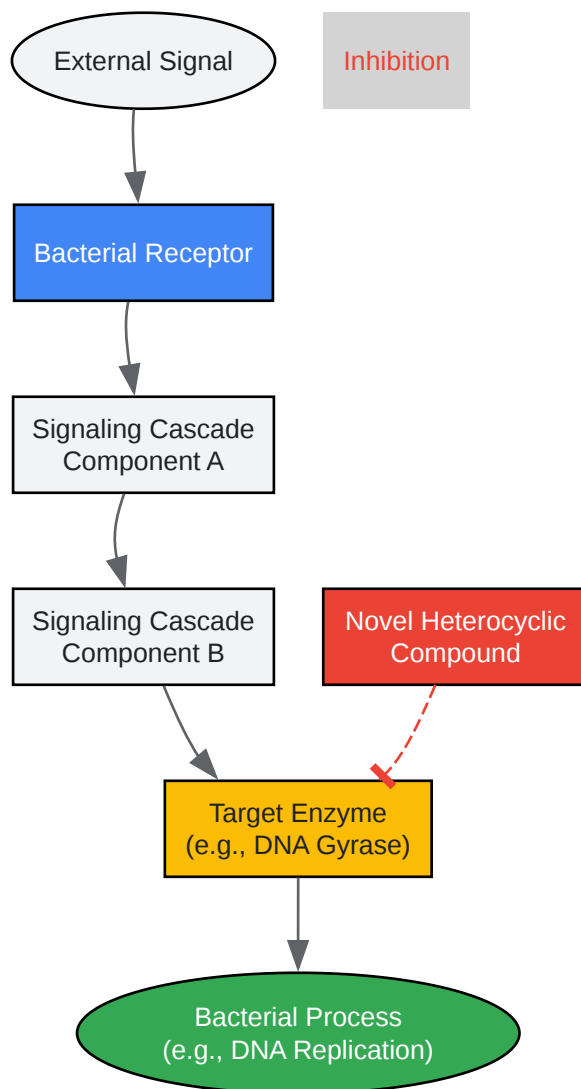 External Signal
Inhibition
Bacterial Receptor
Signaling Cascade
Component A
Signaling Cascade
Component B
Novel Heterocyclic
Compound
Target Enzyme
(e.g., DNA Gyrase)
Bacterial Process
(e.g., DNA Replication)